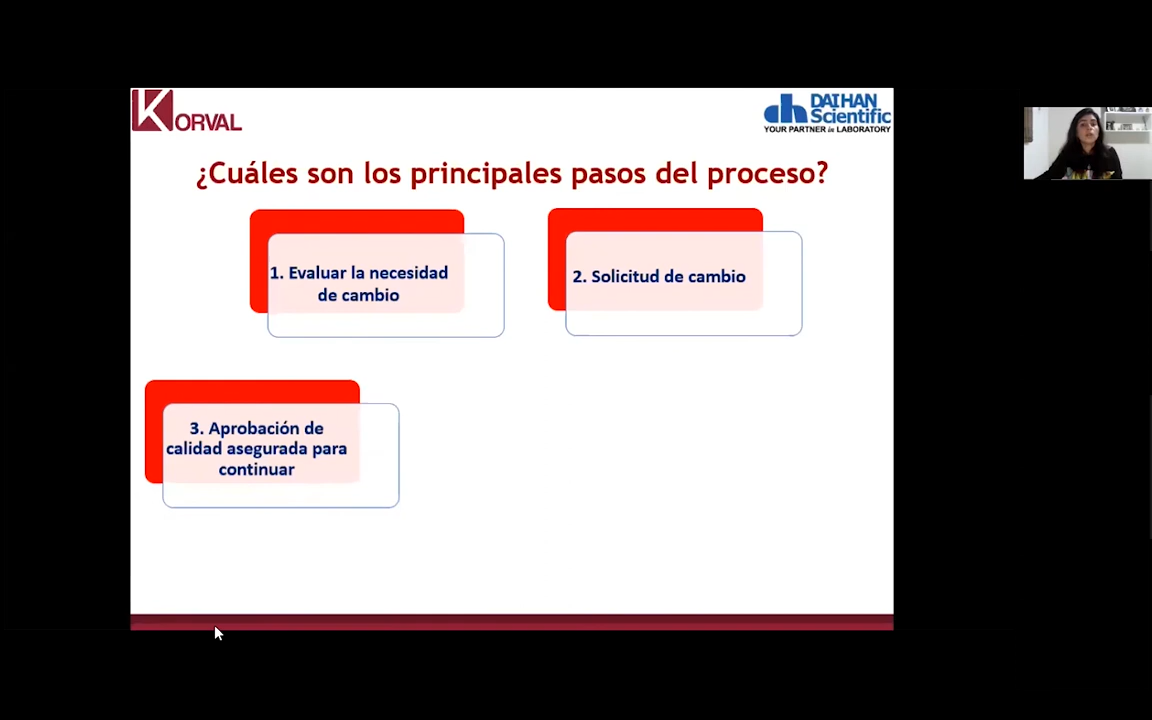 KORVAL
DAIHAN
Scientific
YOUR PARTNER in LABORATORY
¿Cuáles son los principales pasos del proceso?
1. Evaluar la necesidad
de cambio
2. Solicitud de cambio
3. Aprobación de
calidad asegurada para
continuar